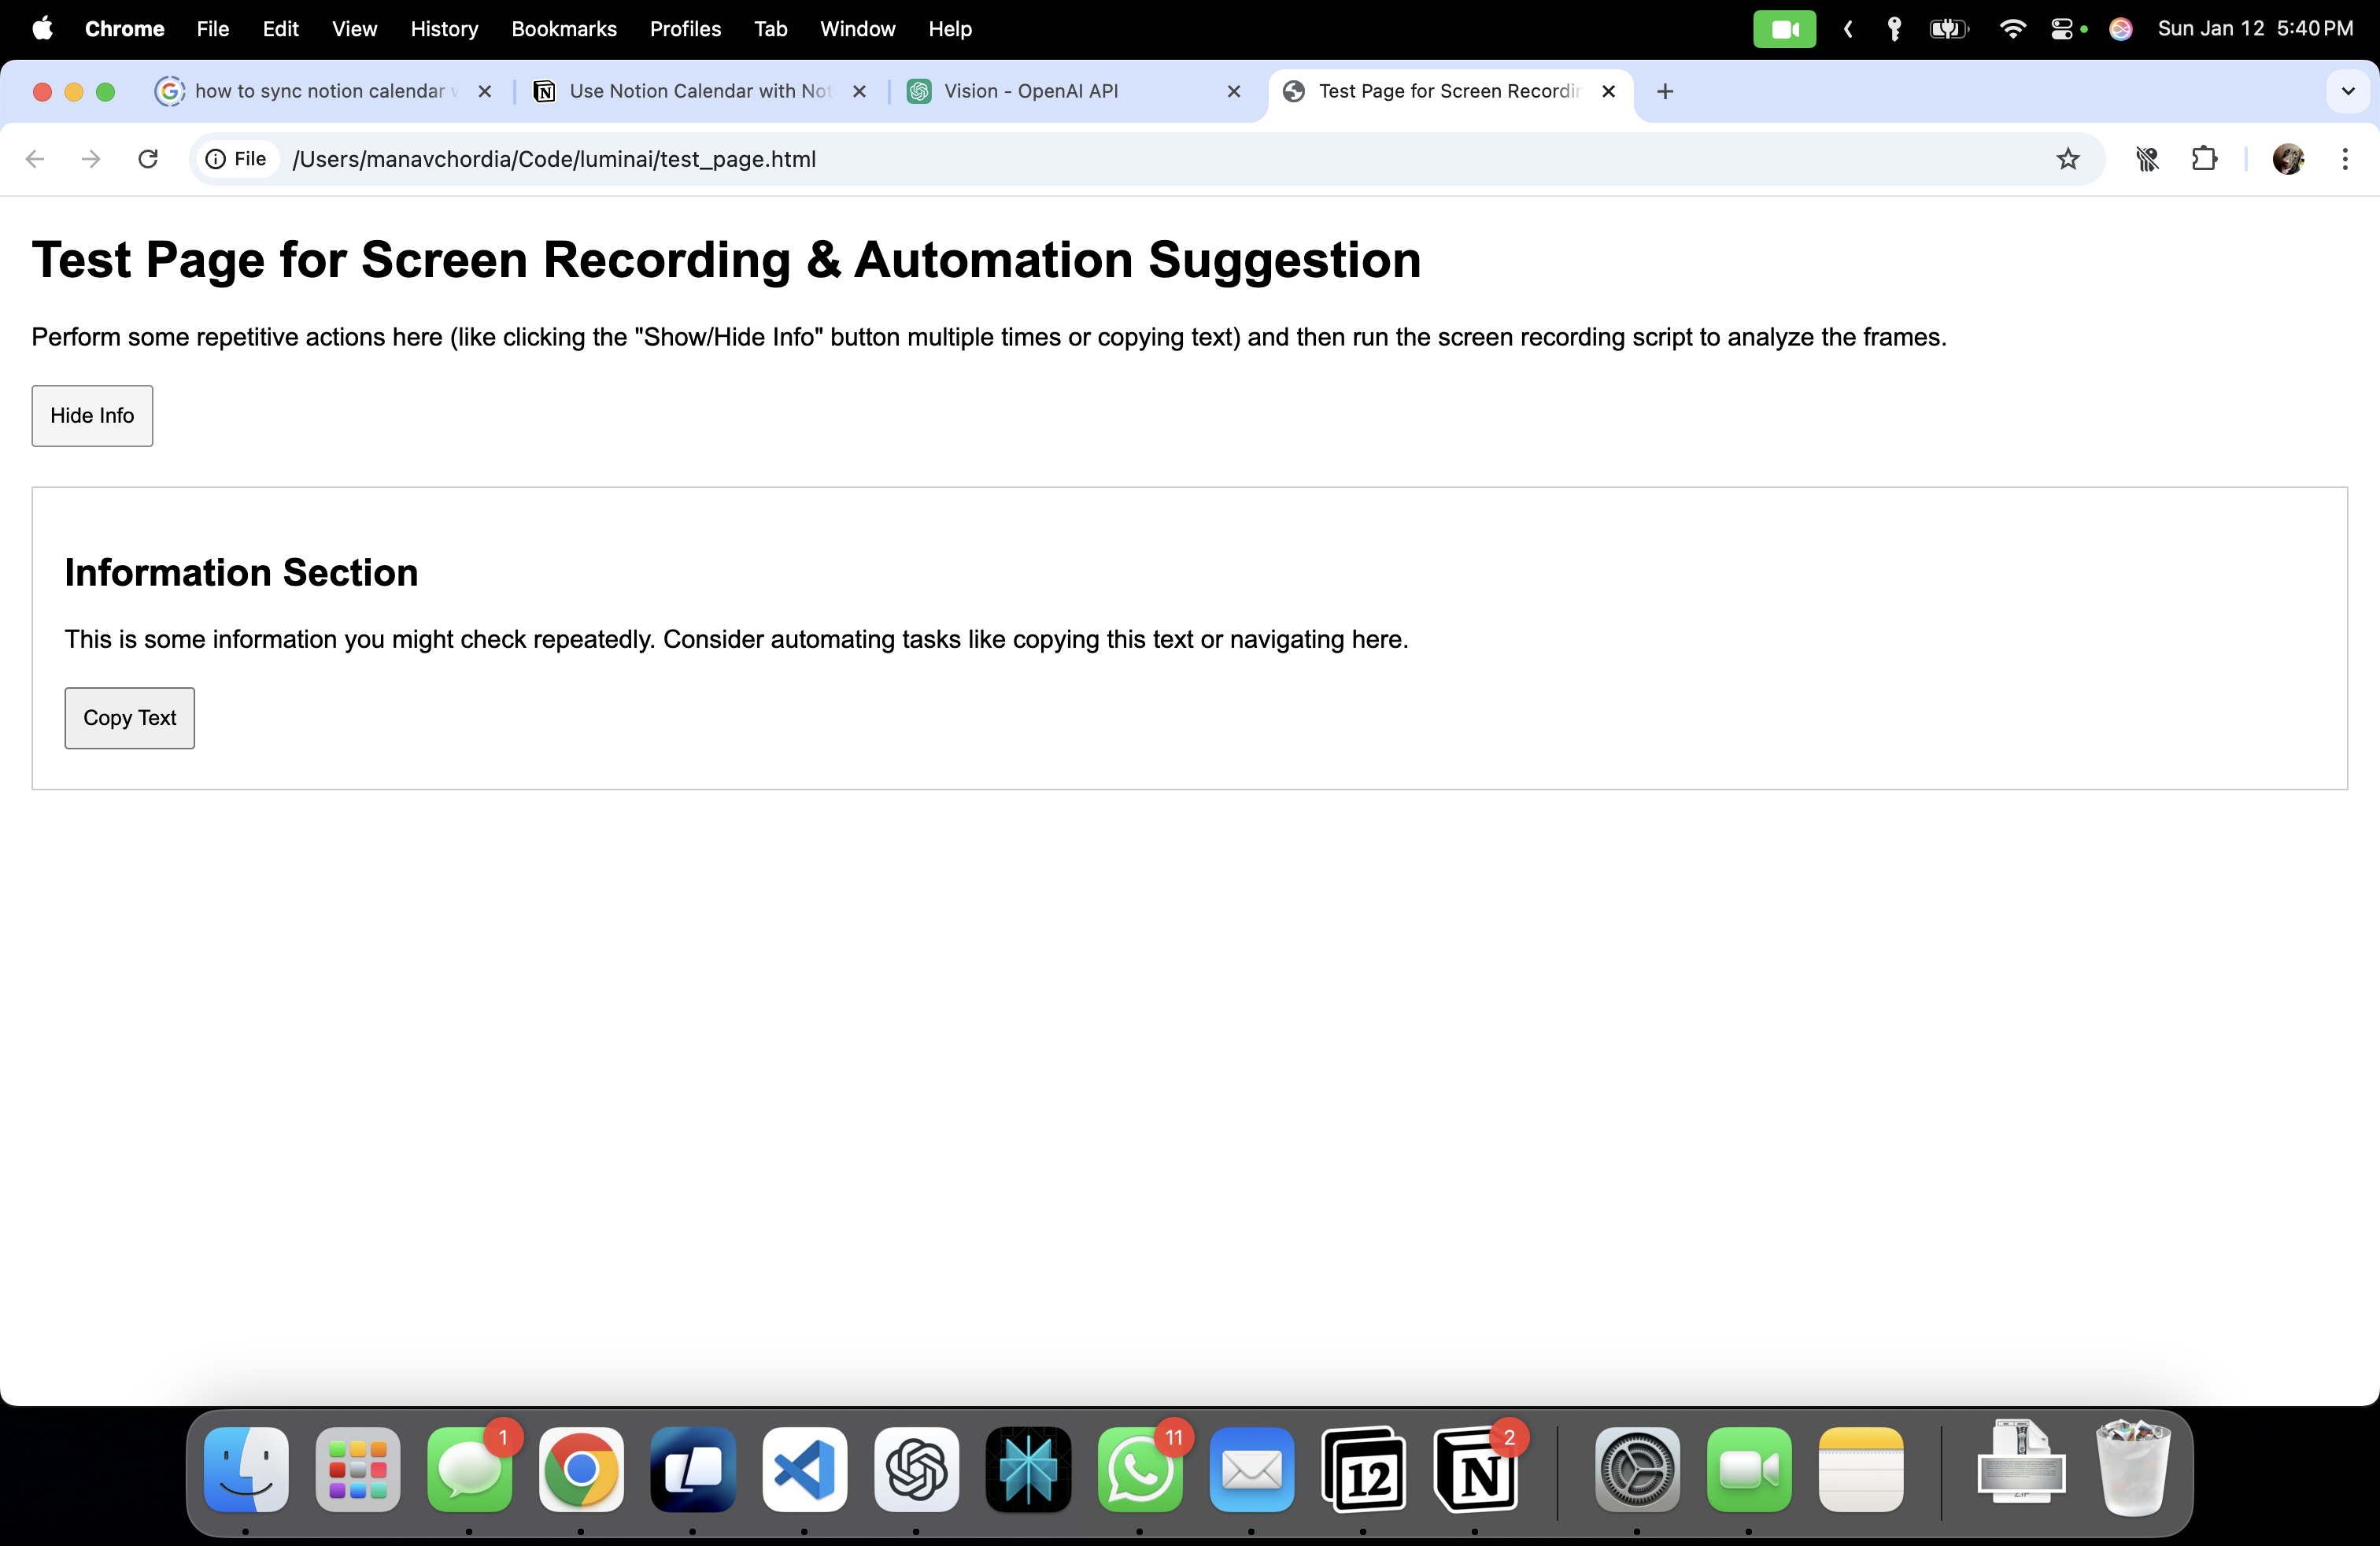 Chrome File Edit View History Bookmarks Profiles Tab Window Help Sun Jan 12 5:40 PM
how to sync notion calendar Use Notion Calendar with Not Vision - OpenAI API Test Page for Screen Recordin
File /Users/manavchordia/Code/luminai/test_page.html
Test Page for Screen Recording & Automation Suggestion
Perform some repetitive actions here (like clicking the "Show/Hide Info" button multiple times or copying text) and then run the screen recording script to analyze the frames.
Hide Info
Information Section
This is some information you might check repeatedly. Consider automating tasks like copying this text or navigating here.
Copy Text
1 11 2
12 N ZIP